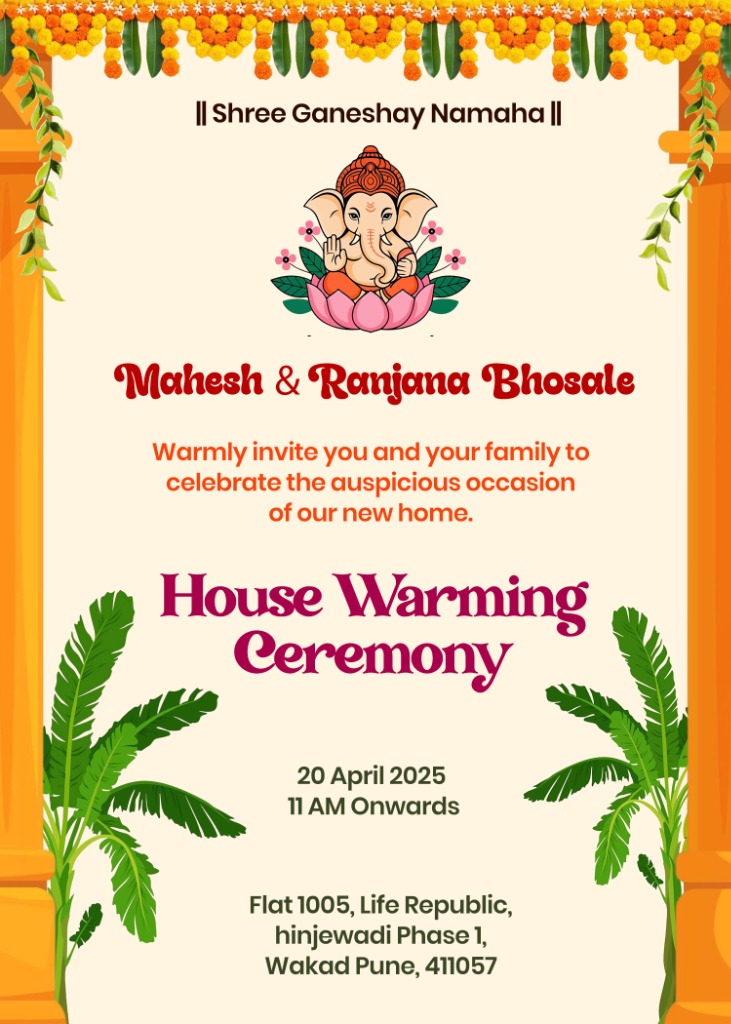 || Shree Ganeshay Namaha ||
Mahesh & Ranjana Bhosale
Warmly invite you and your family to
celebrate the auspicious occasion
of our new home.
House Warming
Ceremony
20 April 2025
11 AM Onwards
Flat 1005, Life Republic,
hinjewadi Phase 1,
Wakad Pune, 411057